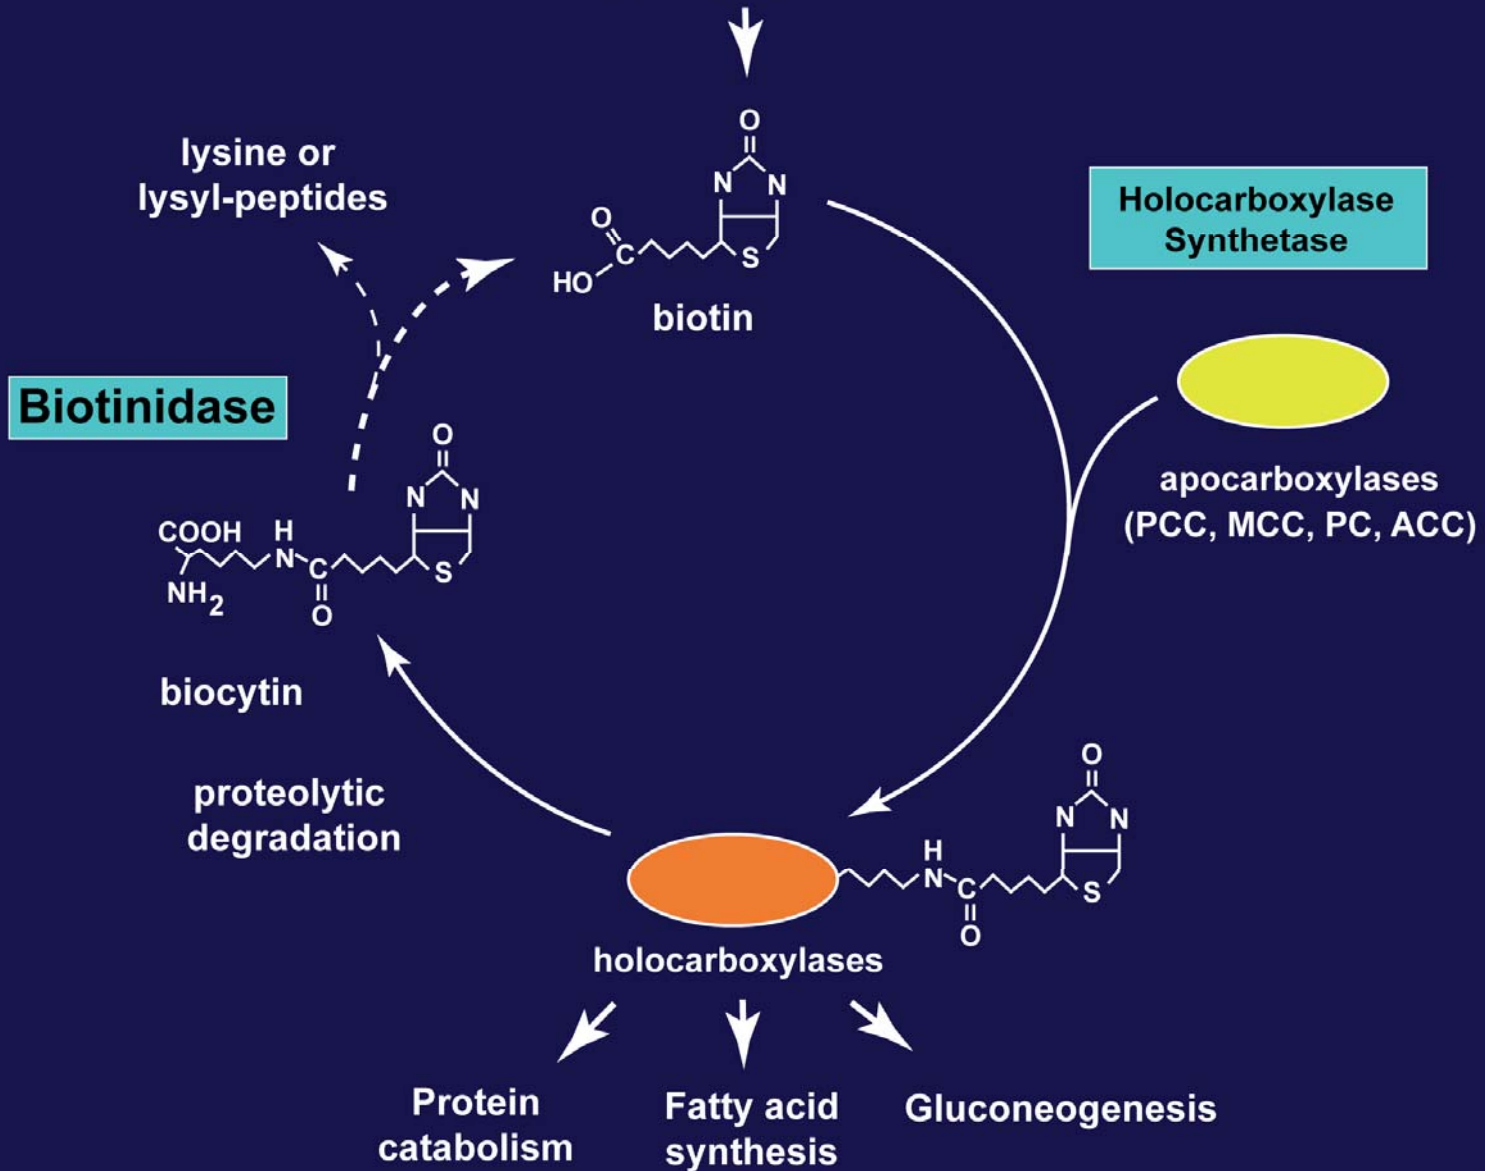 lysine or
lysyl-peptides
O
N N
O
C
HO
S
biotin
Holocarboxylase
Synthetase
Biotinidase
O
N N
COOH
H
N
C
S
NH2
O
apocarboxylases
(PCC, MCC, PC, ACC)
biocytin
proteolytic
degradation
O
N N
H
N
C
S
O
holocarboxylases
Protein
catabolism
Fatty acid
synthesis
Gluconeogenesis